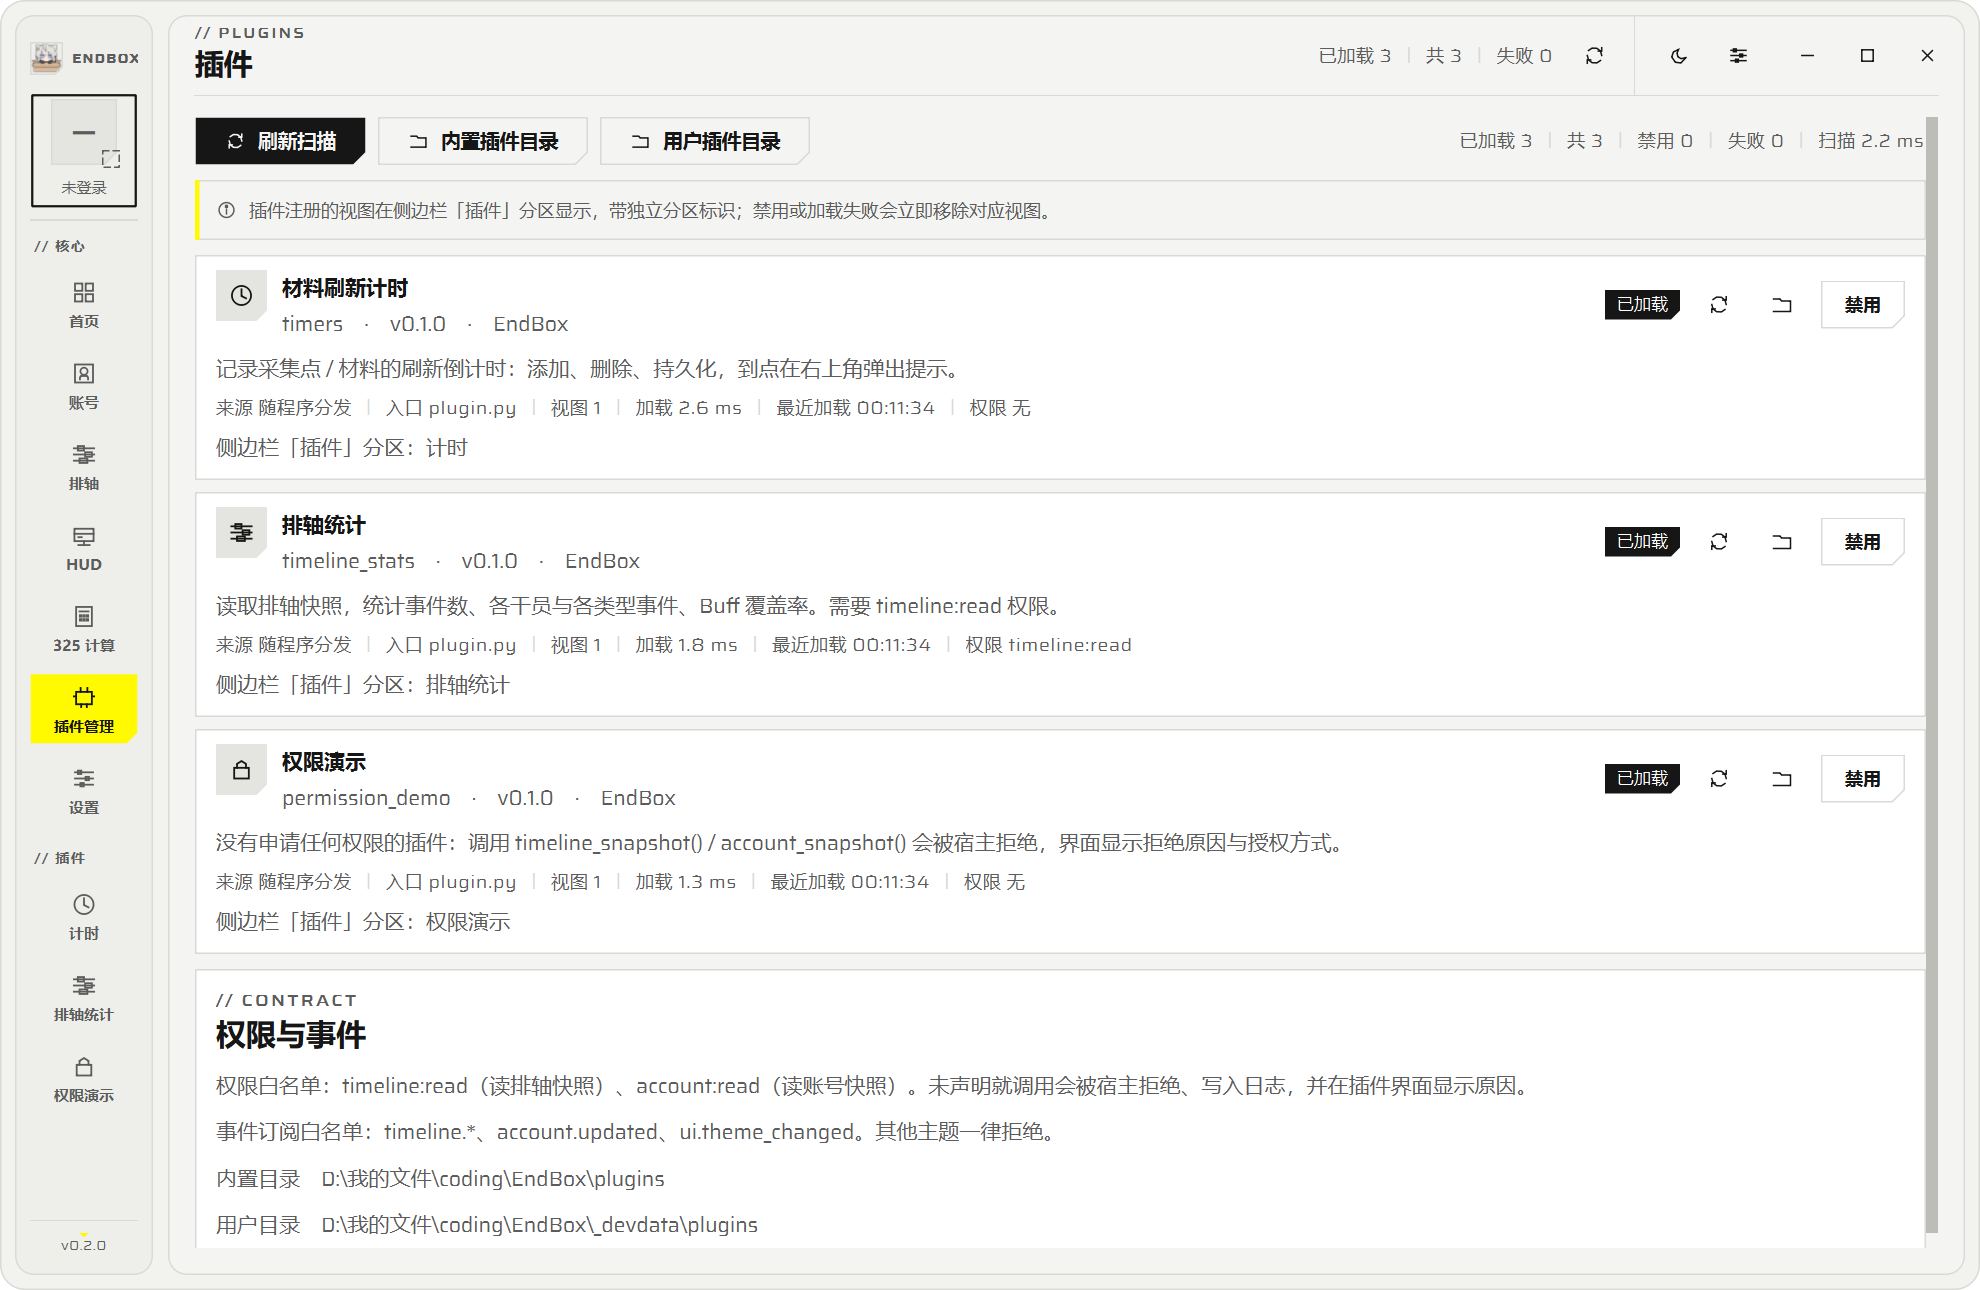 ENDBOX
未登录
// 核心
首页
账号
排轴
HUD
325 计算
插件管理
设置
// 插件
计时
排轴统计
权限演示
v0.2.0
// PLUGINS
插件
已加载 3 共 3 失败 0
刷新扫描 内置插件目录 用户插件目录
已加载 3 共 3 禁用 0 失败 0 扫描 2.2 ms
插件注册的视图在侧边栏「插件」分区显示，带独立分区标识；禁用或加载失败会立即移除对应视图。
材料刷新计时
timers · v0.1.0 · EndBox
已加载 禁用
记录采集点 / 材料的刷新倒计时：添加、删除、持久化，到点在右上角弹出提示。
来源 随程序分发 入口 plugin.py 视图 1 加载 2.6 ms 最近加载 00:11:34 权限 无
侧边栏「插件」分区：计时
排轴统计
timeline_stats · v0.1.0 · EndBox
已加载 禁用
读取排轴快照，统计事件数、各干员与各类型事件、Buff 覆盖率。需要 timeline:read 权限。
来源 随程序分发 入口 plugin.py 视图 1 加载 1.8 ms 最近加载 00:11:34 权限 timeline:read
侧边栏「插件」分区：排轴统计
权限演示
permission_demo · v0.1.0 · EndBox
已加载 禁用
没有申请任何权限的插件：调用 timeline_snapshot() / account_snapshot() 会被宿主拒绝，界面显示拒绝原因与授权方式。
来源 随程序分发 入口 plugin.py 视图 1 加载 1.3 ms 最近加载 00:11:34 权限 无
侧边栏「插件」分区：权限演示
// CONTRACT
权限与事件
权限白名单：timeline:read（读排轴快照）、account:read（读账号快照）。未声明就调用会被宿主拒绝、写入日志，并在插件界面显示原因。
事件订阅白名单：timeline.*、account.updated、ui.theme_changed。其他主题一律拒绝。
内置目录 D:\我的文件\coding\EndBox\plugins
用户目录 D:\我的文件\coding\EndBox\_devdata\plugins